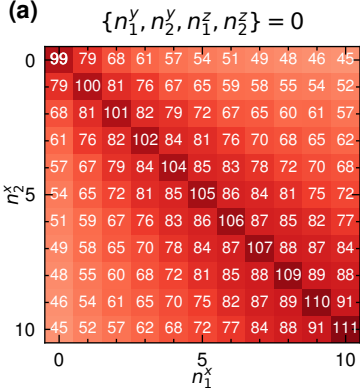 (a)
{n₁ʸ, n₂ʸ, n₁ᶻ, n₂ᶻ} = 0
0 99 79 68 61 57 54 51 49 48 46 45
79 100 81 76 67 65 59 58 55 54 52
68 81 101 82 79 72 67 65 60 61 57
61 76 82 102 84 81 76 70 68 65 62
57 67 79 84 104 85 83 78 72 70 68
5 54 65 72 81 85 105 86 84 81 75 72
51 59 67 76 83 86 106 87 85 82 77
49 58 65 70 78 84 87 107 88 87 84
48 55 60 68 72 81 85 88 109 89 88
46 54 61 65 70 75 82 87 89 110 91
10 45 52 57 62 68 72 77 84 88 91 111
n₂ˣ
0 5 10
n₁ˣ